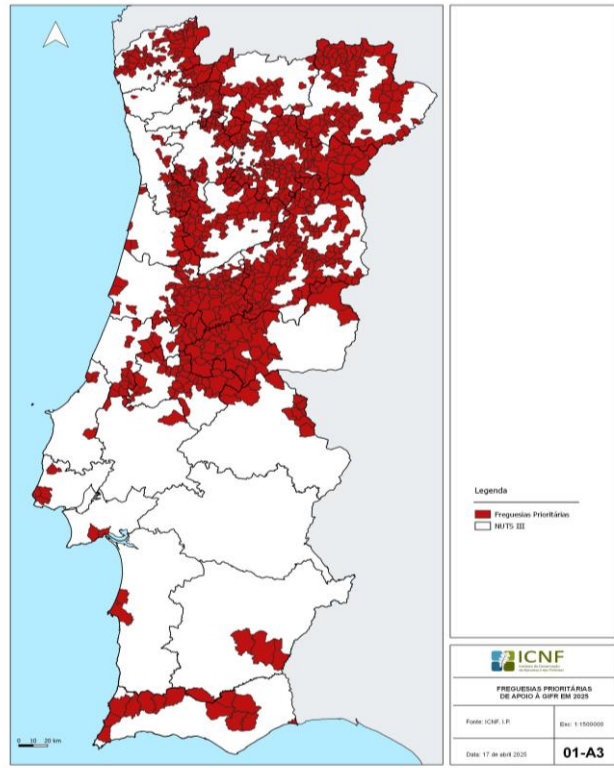 Legenda
Freguesias Prioritárias
NUTS III
0 10 20 km
ICNF
FREGUESIAS PRIORITÁRIAS
DE APOIO À GIFR EM 2025
Fonte: ICNF, I.P.
Esc: 1:1500000
Data: 17 de abril 2025
01-A3